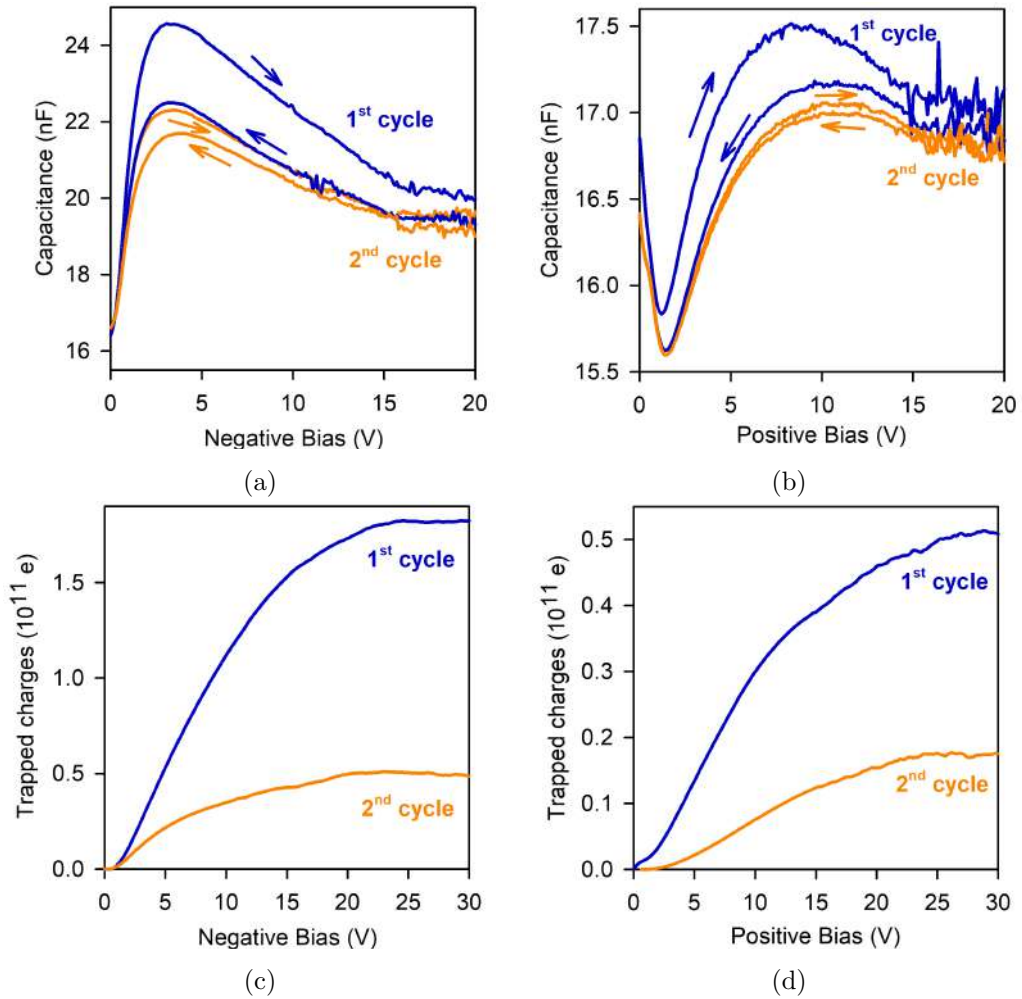 Capacitance (nF)
24
22
20
18
16
1st cycle
2nd cycle
0 5 10 15 20
Negative Bias (V)
(a)
Capacitance (nF)
17.5
17.0
16.5
16.0
15.5
1st cycle
2nd cycle
0 5 10 15 20
Positive Bias (V)
(b)
Trapped charges (10^11 e)
1.5
1.0
0.5
0.0
1st cycle
2nd cycle
0 5 10 15 20 25 30
Negative Bias (V)
(c)
Trapped charges (10^11 e)
0.5
0.4
0.3
0.2
0.1
0.0
1st cycle
2nd cycle
0 5 10 15 20 25 30
Positive Bias (V)
(d)